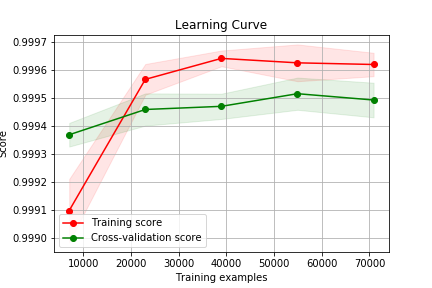 Learning Curve
0.9997
0.9996
0.9995
0.9994
0.9993
0.9992
0.9991
0.9990
Score
Training score
Cross-validation score
10000 20000 30000 40000 50000 60000 70000
Training examples